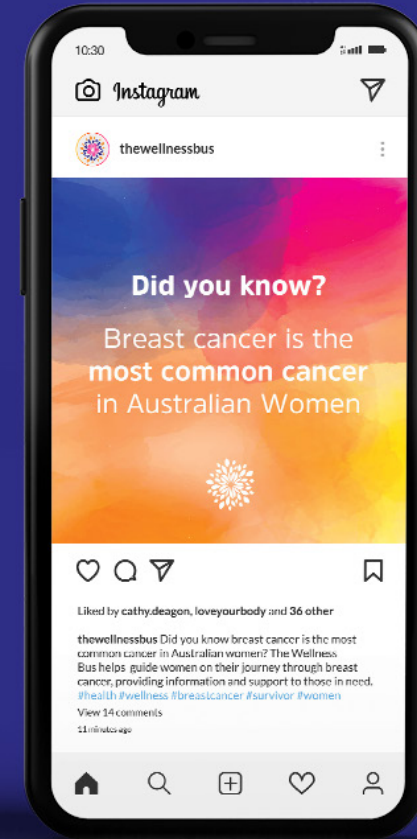 10:30
Instagram
thewellnessbus
Did you know?
Breast cancer is the
most common cancer
in Australian Women
Liked by cathy.deagon, loveyourbody and 36 other
thewellnessbus Did you know breast cancer is the most
common cancer in Australian women? The Wellness
Bus helps guide women on their journey through breast
cancer, providing information and support to those in need.
#health #wellness #breastcancer #survivor #women
View 14 comments
11 minutes ago